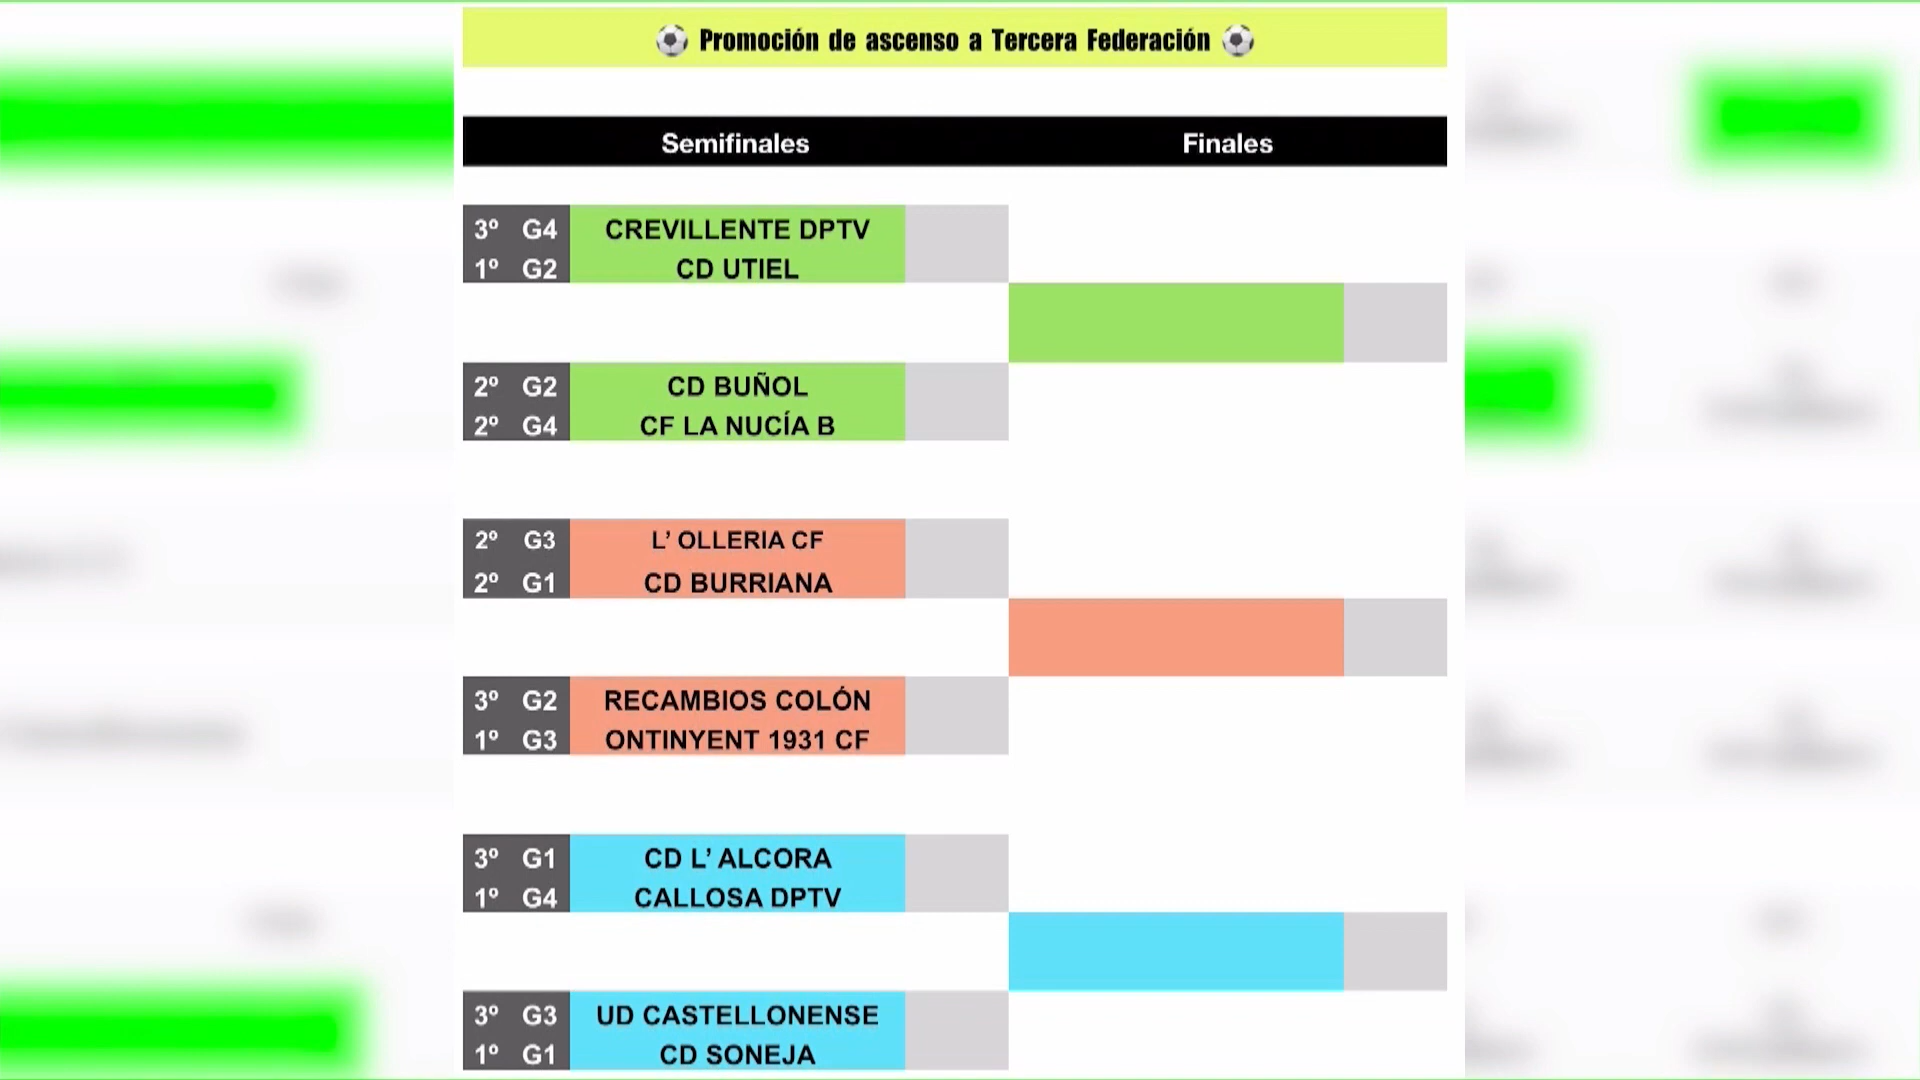 Promoción de ascenso a Tercera Federación
Semifinales Finales
3º G4 CREVILLENTE DPTV
1º G2 CD UTIEL
2º G2 CD BUÑOL
2º G4 CF LA NUCÍA B
2º G3 L’ OLLERIA CF
2º G1 CD BURRIANA
3º G2 RECAMBIOS COLÓN
1º G3 ONTINYENT 1931 CF
3º G1 CD L’ ALCORA
1º G4 CALLOSA DPTV
3º G3 UD CASTELLONENSE
1º G1 CD SONEJA